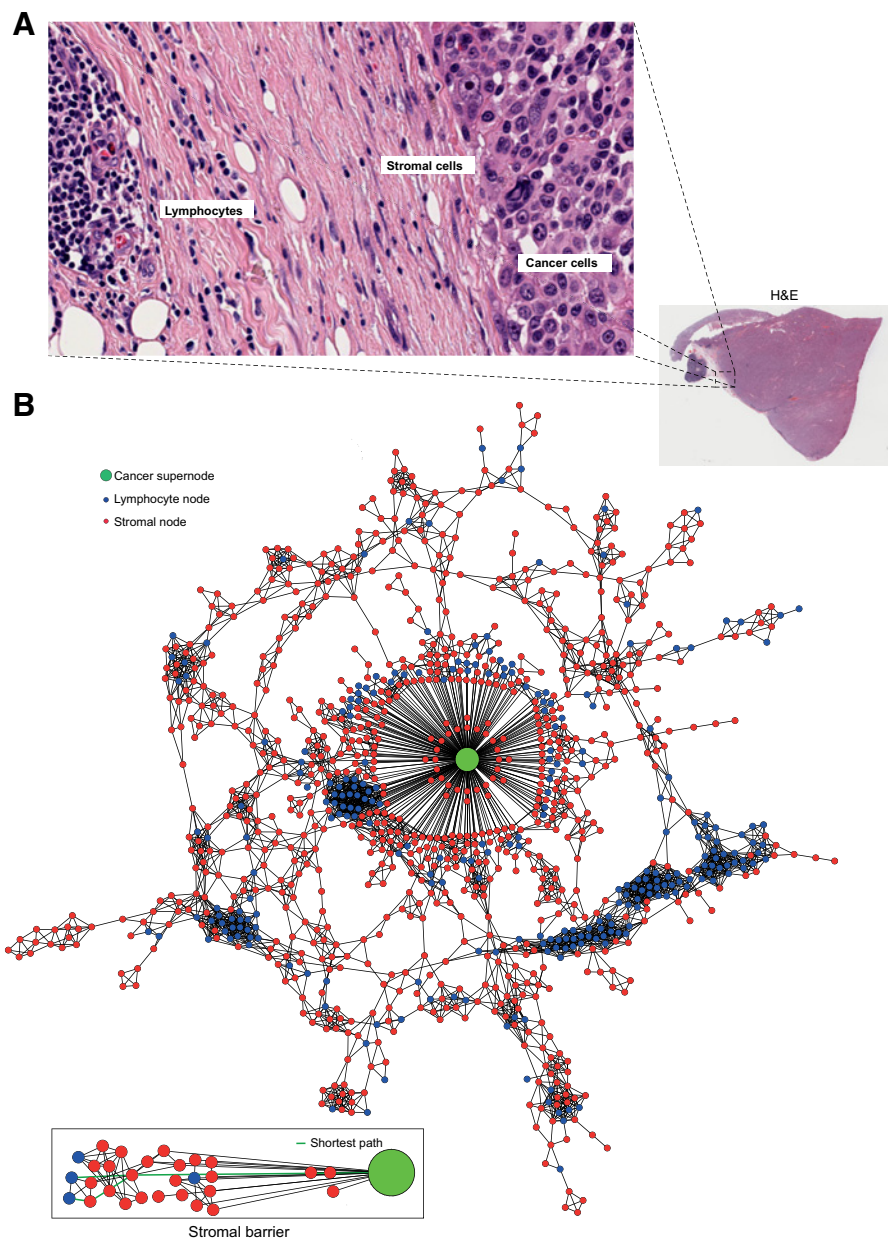 A
Stromal cells
Lymphocytes
Cancer cells
H&E
B
Cancer supernode
Lymphocyte node
Stromal node
Shortest path
Stromal barrier